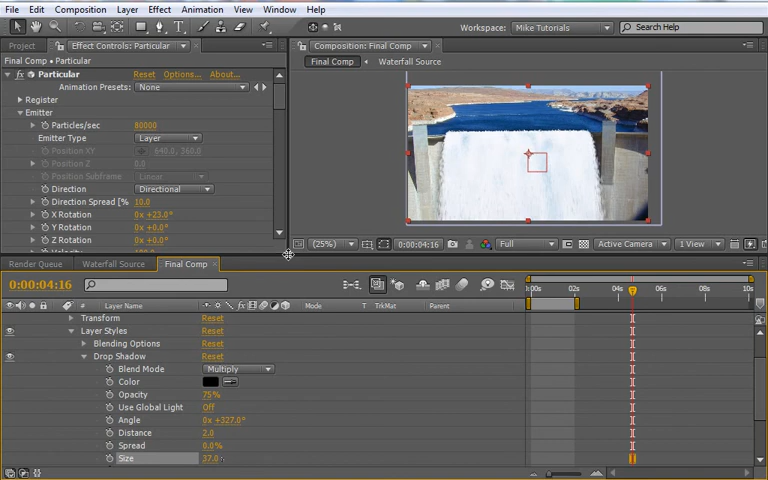 File Edit Composition Layer Effect Animation View Window Help
Workspace: Mike Tutorials Search Help
Project Effect Controls: Particular
Composition: Final Comp
Final Comp • Particular
Final Comp Waterfall Source
fx Particular Reset Options... About...
Animation Presets: None
Register
Emitter
Particles/sec 80000
Emitter Type Layer
Position XY 640.0, 360.0
Position Z 0.0
Position Subframe Linear
Direction Directional
Direction Spread [% 10.0
X Rotation 0x +23.0°
Y Rotation 0x +0.0°
Z Rotation 0x +0.0°
(25%) 0:00:04:16 Full Active Camera 1 View
Render Queue Waterfall Source Final Comp
0:00:04:16
0s 02s 04s 06s 08s 10s
# Layer Name fx Mode T TrkMat Parent
Transform Reset
Layer Styles Reset
Blending Options Reset
Drop Shadow Reset
Blend Mode Multiply
Color
Opacity 75%
Use Global Light Off
Angle 0x +327.0°
Distance 2.0
Spread 0.0%
Size 37.0